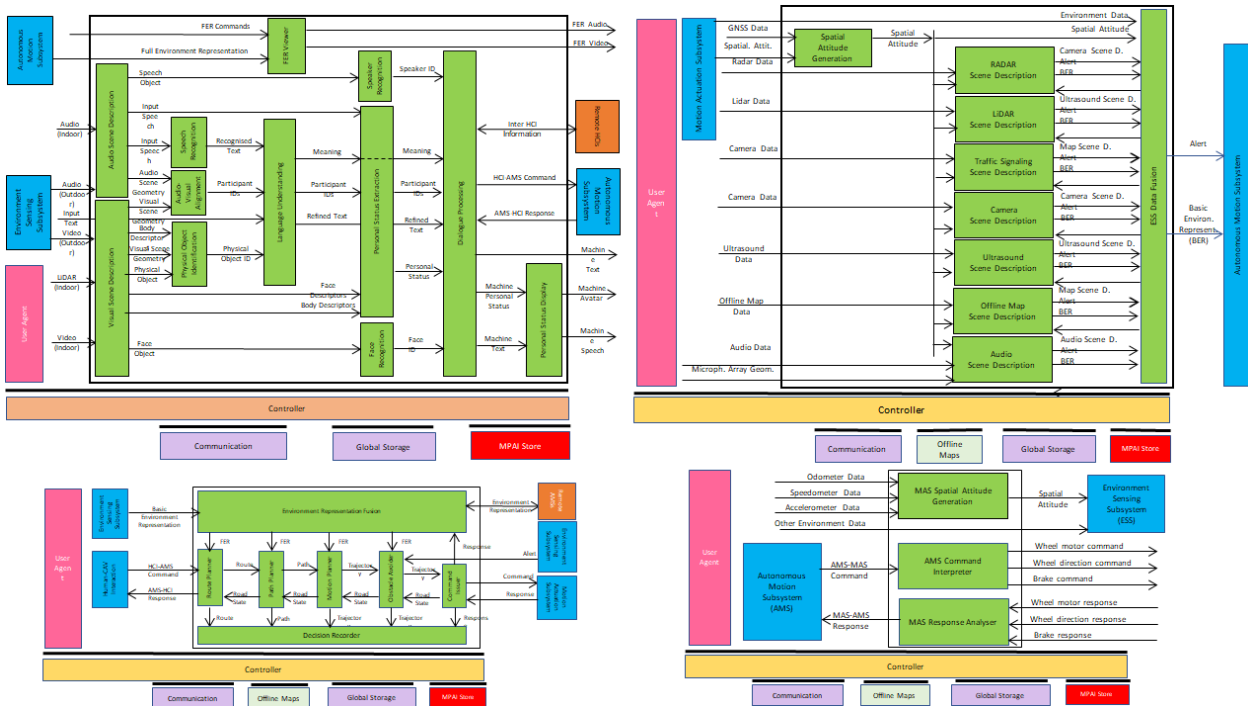 FER Commands
Full Environment Representation
FER Viewer
FER Audio
FER Video
Autonomous Motion Subsystem
Speech Object
Speaker Recognition
Speaker ID
Audio (Indoor)
Audio Scene Description
Input Speech
Input Speech
Speech Recognition
Recognised Text
Language Understanding
Meaning
Meaning
Personal Status Extraction
Dialogue Processing
Inter HCI Information
Remote HCIs
Audio Scene Geometry
Audio-Visual Alignment
Participant IDs
Participant IDs
Participant IDs
HCI-AMS Command
Autonomous Motion Subsystem
Environment Sensing Subsystem
Audio (Outdoor)
Input Text
Video (Outdoor)
Visual Scene Geometry
Refined Text
Refined Text
AMS-HCI Response
Body Descriptor
Visual Scene Geometry
Physical Object Identification
Physical Object ID
Physical Object
Machine Text
User Agent
LiDAR (Indoor)
Visual Scene Description
Personal Status
Face Descriptors
Body Descriptors
Machine Personal Status
Personal Status Display
Machine Avatar
Video (Indoor)
Face Object
Face Recognition
Face ID
Machine Text
Machine Speech
Controller
Communication
Global Storage
MPAI Store
Motion Actuation Subsystem
Environment Data
GNSS Data
Spatial Attitude
Spatial. Attit.
Spatial Attitude Generation
Spatial Attitude
Radar Data
RADAR Scene Description
Camera Scene D.
Alert
BER
Lidar Data
LiDAR Scene Description
Ultrasound Scene D.
Alert
BER
Camera Data
Traffic Signaling Scene Description
Map Scene D.
Alert
BER
Camera Data
Camera Scene Description
Camera Scene D.
Alert
BER
Ultrasound Data
Ultrasound Scene Description
Ultrasound Scene D.
Alert
BER
Offline Map Data
Offline Map Scene Description
Map Scene D.
Alert
BER
Audio Data
Audio Scene Description
Audio Scene D.
Alert
BER
Microph. Array Geom.
User Agent
ESS Data Fusion
Alert
Basic Environ. Represent (BER)
Autonomous Motion Subsystem
Controller
Communication
Offline Maps
Global Storage
MPAI Store
User Agent
Environment Sensing Subsystem
Basic Environment Representation
Environment Representation Fusion
Environment Representation
Remote AMSs
FER
FER
FER
FER
Response
Alert
Environment Sensing Subsystem
Human-CAV Interaction
HCI-AMS Command
AMS-HCI Response
Route Planner
Route
Road State
Path Planner
Path
Road State
Motion Planner
Trajectory
Road State
Obstacle Avoider
Trajectory
Road State
Command Issuer
Command
Response
Motion Actuation Subsystem
Route
Path
Trajector
Trajector
Respons
Decision Recorder
Controller
Communication
Offline Maps
Global Storage
MPAI Store
User Agent
Odometer Data
Speedometer Data
Accelerometer Data
Other Environment Data
MAS Spatial Attitude Generation
Spatial Attitude
Environment Sensing Subsystem (ESS)
Autonomous Motion Subsystem (AMS)
AMS-MAS Command
AMS Command Interpreter
Wheel motor command
Wheel direction command
Brake command
MAS-AMS Response
MAS Response Analyser
Wheel motor response
Wheel direction response
Brake response
Controller
Communication
Offline Maps
Global Storage
MPAI Store